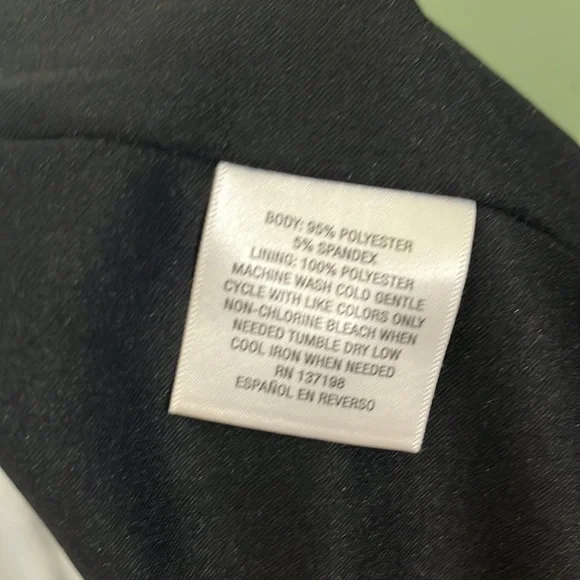 BODY: 95% POLYESTER
5% SPANDEX
LINING: 100% POLYESTER
MACHINE WASH COLD GENTLE
CYCLE WITH LIKE COLORS ONLY
NON-CHLORINE BLEACH WHEN
NEEDED TUMBLE DRY LOW
COOL IRON WHEN NEEDED
RN 137198
ESPAÑOL EN REVERSO